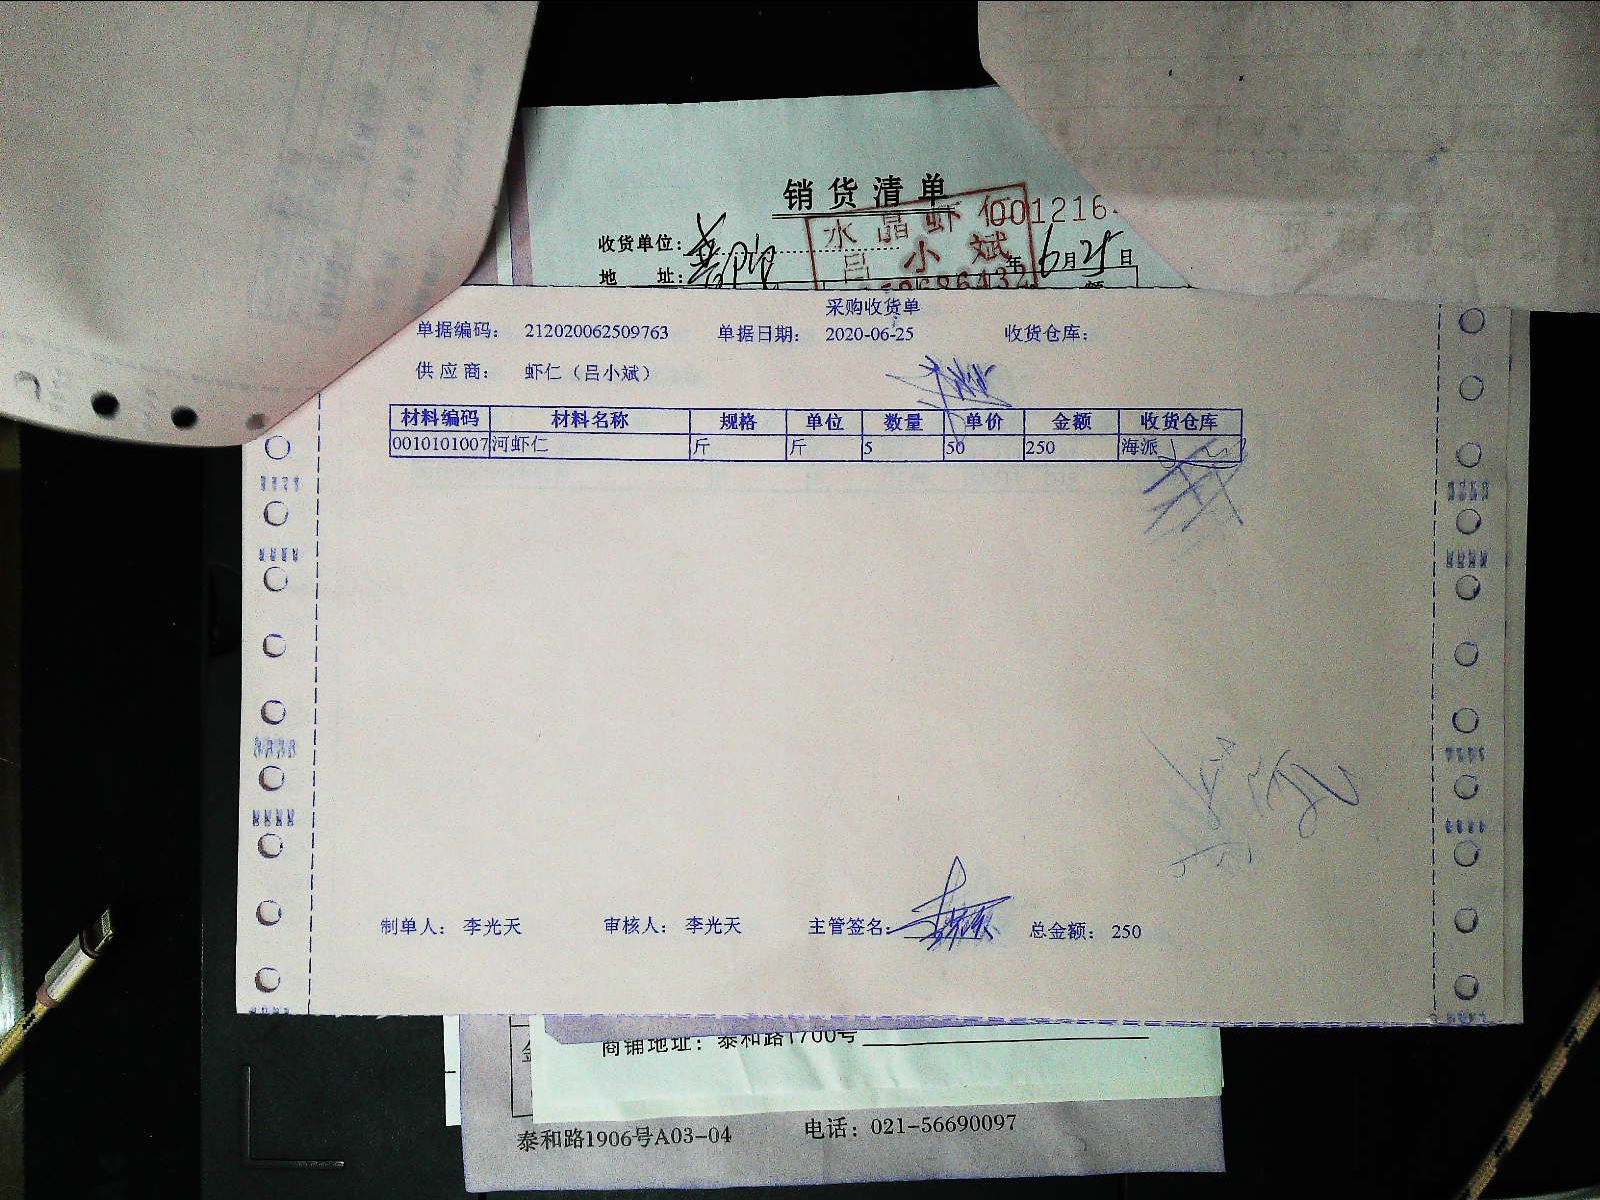 销货清单
水晶虾仁 001216
收货单位:
吕小斌 年6月25日
地 址:
采购收货单
单据编码: 212020062509763 单据日期: 2020-06-25 收货仓库:
供应商: 虾仁（吕小斌）
材料编码 材料名称 规格 单位 数量 单价 金额 收货仓库
0010101007 河虾仁 斤 斤 5 50 250 海派
制单人: 李光天 审核人: 李光天 主管签名: 总金额: 250
商铺地址: 泰和路1700号
泰和路1906号A03-04 电话: 021-56690097